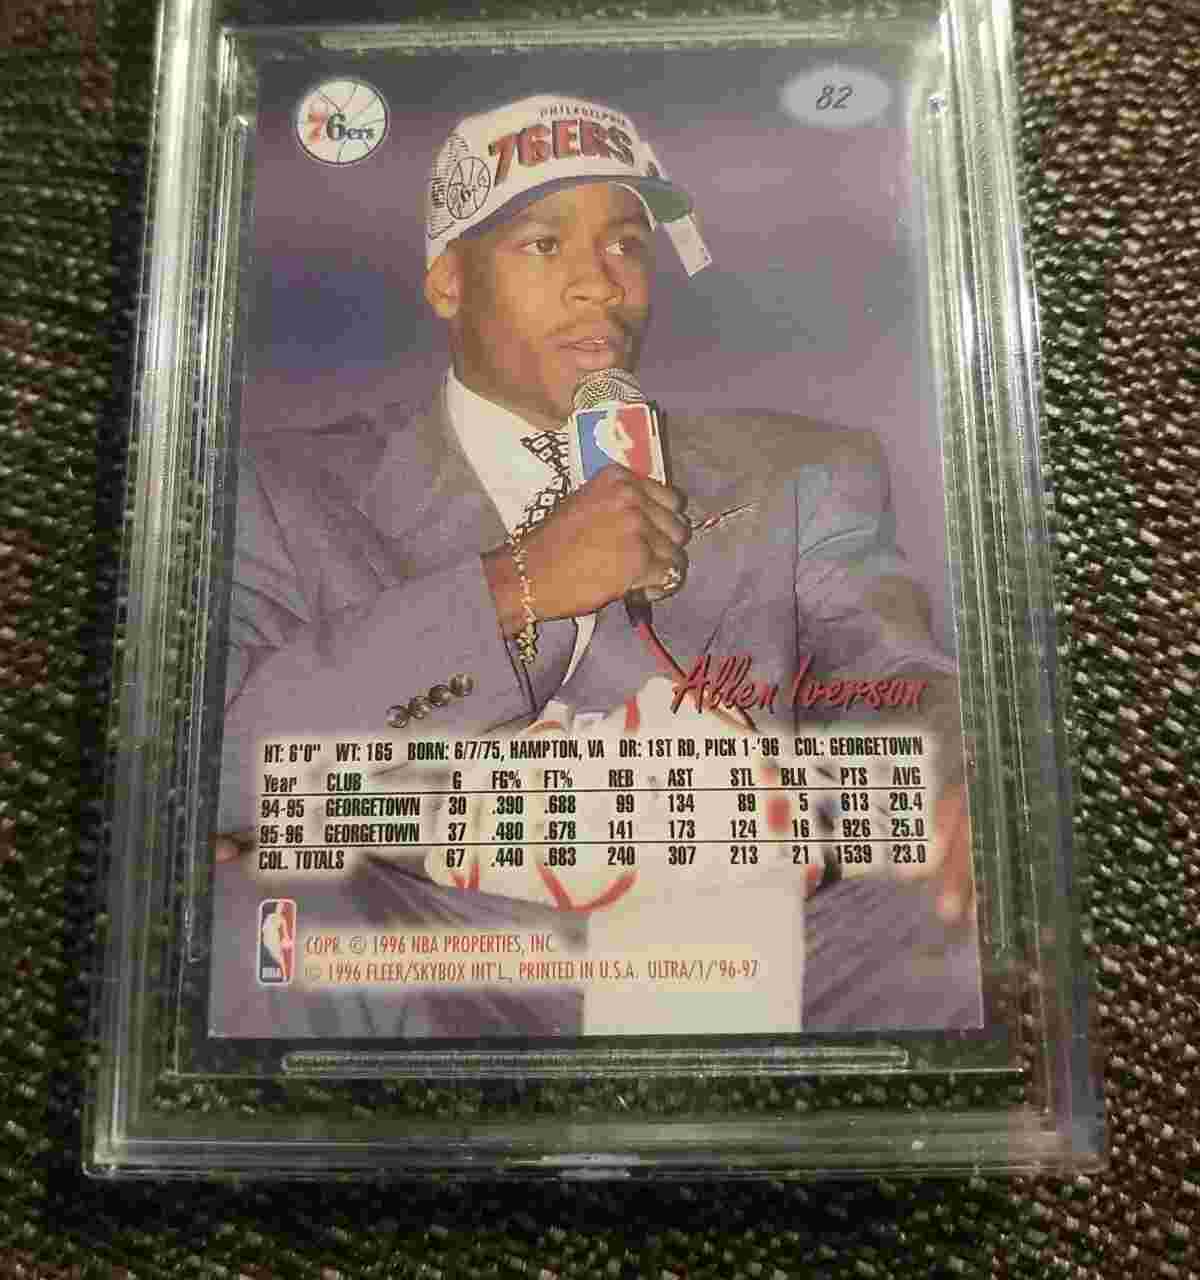 76ers
82
PHILADELPHIA
76ERS
Allen Iverson
HT: 6'0" WT: 165 BORN: 6/7/75, HAMPTON, VA DR: 1ST RD, PICK 1-'96 COL: GEORGETOWN
Year CLUB G FG% FT% REB AST STL BLK PTS AVG
94-95 GEORGETOWN 30 .390 .688 99 134 89 5 613 20.4
95-96 GEORGETOWN 37 .480 .678 141 173 124 16 926 25.0
COL. TOTALS 67 .440 .683 240 307 213 21 1539 23.0
NBA
COPR. © 1996 NBA PROPERTIES, INC.
© 1996 FLEER/SKYBOX INT'L., PRINTED IN U.S.A. ULTRA/1/'96-97